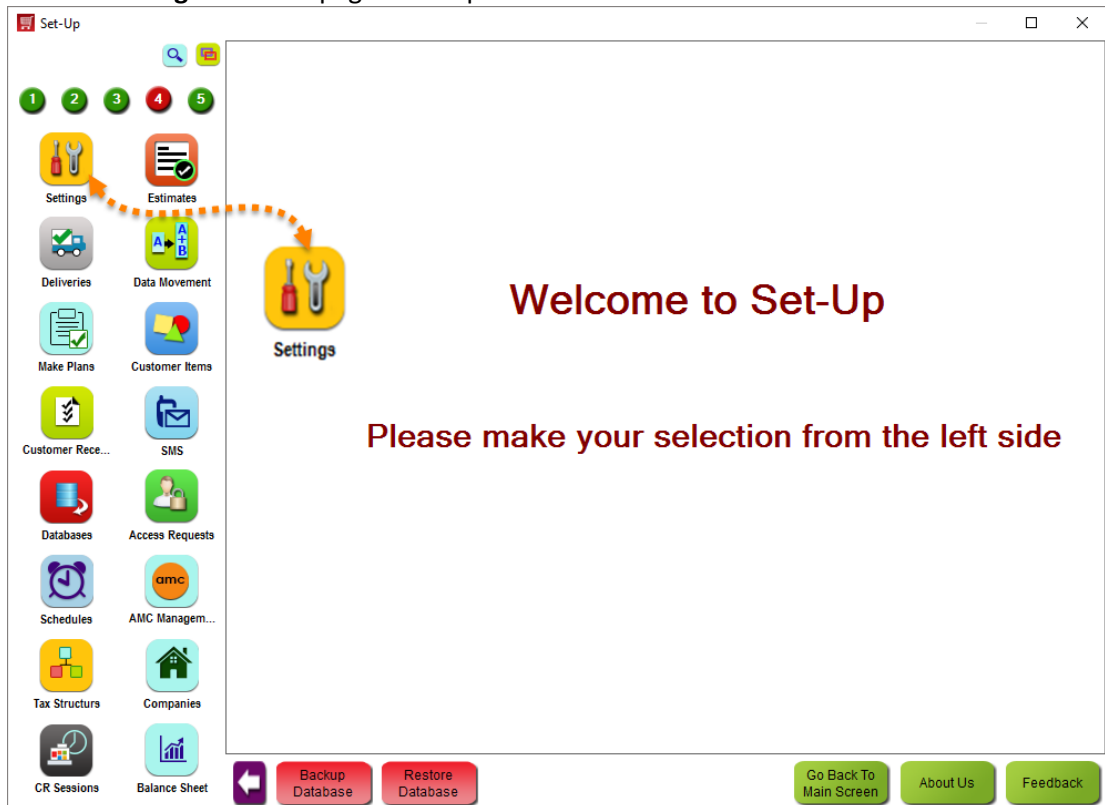 Set-Up
1 2 3 4 5
Settings
Estimates
Deliveries
Data Movement
A A + B
Make Plans
Customer Items
Customer Rece...
SMS
Databases
Access Requests
Schedules
amc
AMC Managem...
Tax Structurs
Companies
CR Sessions
Balance Sheet
Settings
Welcome to Set-Up
Please make your selection from the left side
Backup
Database
Restore
Database
Go Back To
Main Screen
About Us
Feedback